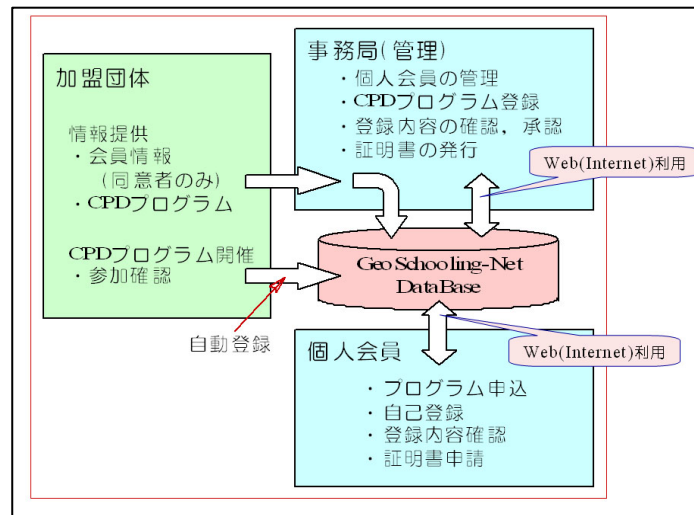 加盟団体
情報提供
・会員情報
(同意者のみ)
・CPDプログラム
CPDプログラム開催
・参加確認
自動登録
事務局(管理)
・個人会員の管理
・CPDプログラム登録
・登録内容の確認，承認
・証明書の発行
Web(Internet)利用
GeoSchooling-Net
DataBase
Web(Internet)利用
個人会員
・プログラム申込
・自己登録
・登録内容確認
・証明書申請